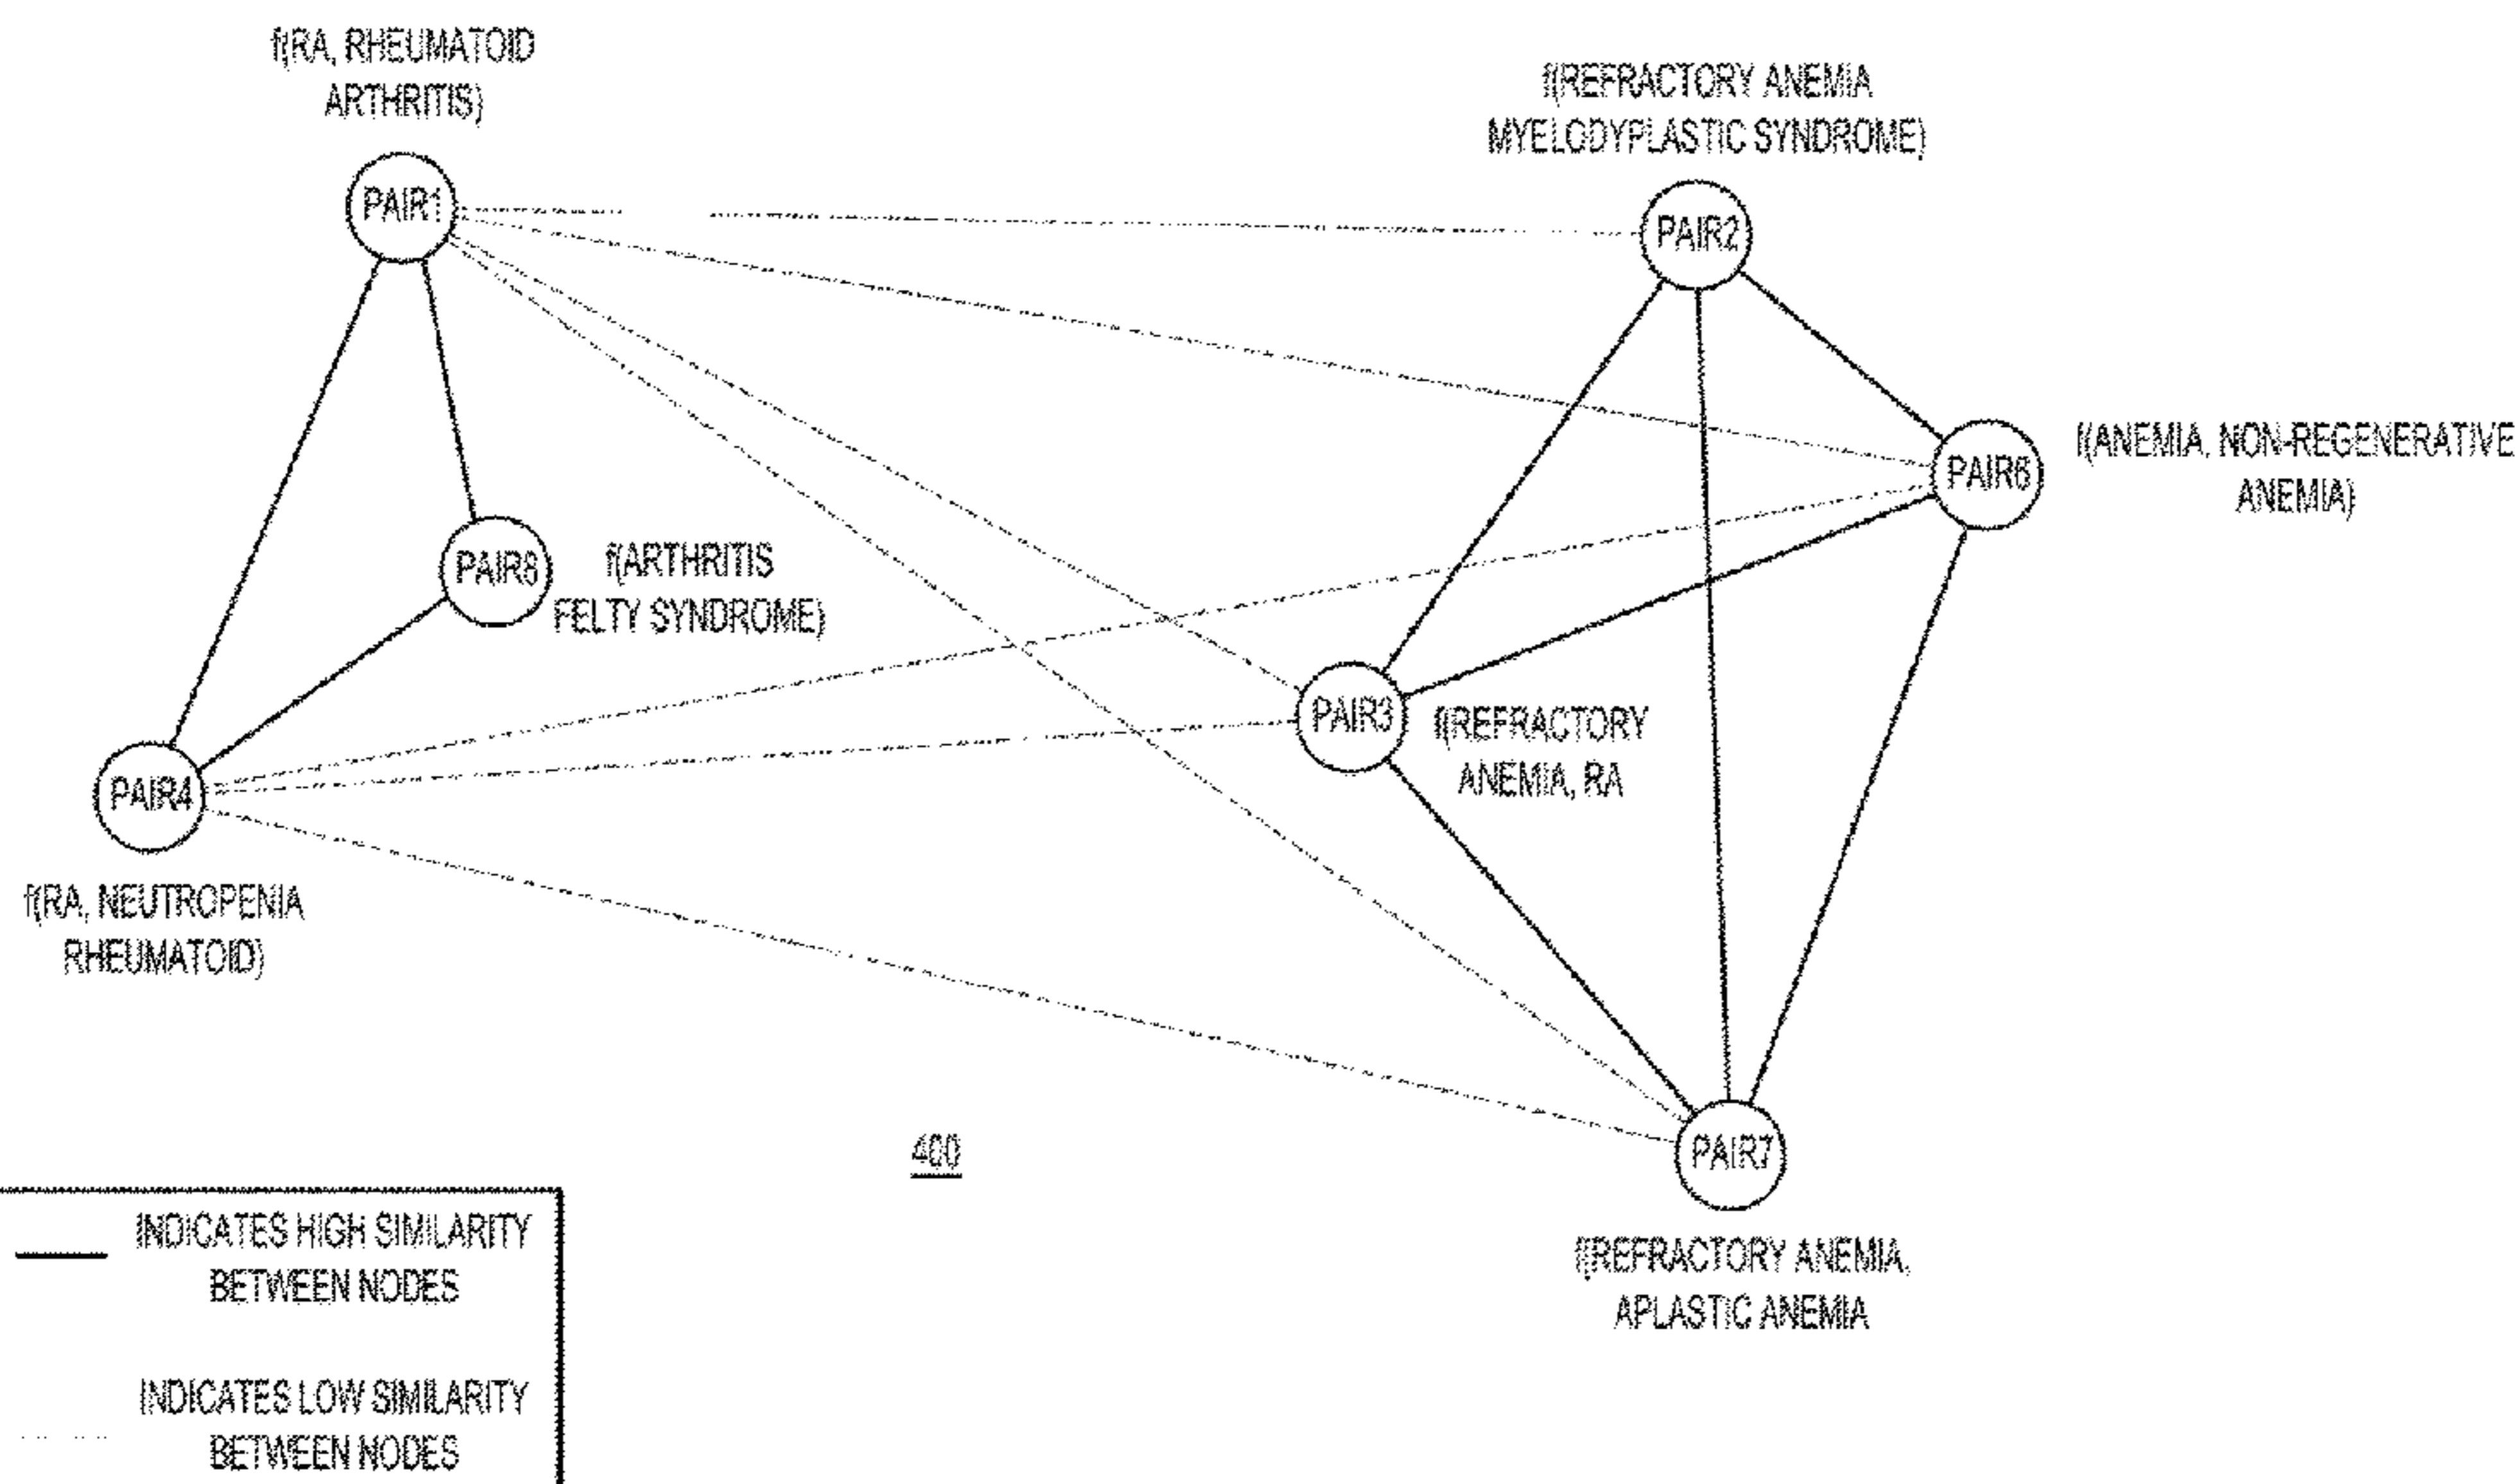 f(RA, RHEUMATOID
ARTHRITIS)
f(REFRACTORY ANEMIA
MYELODYPLASTIC SYNDROME)
PAIR1
PAIR2
PAIR6
f(ANEMIA, NON-REGENERATIVE
ANEMIA)
PAIR8
f(ARTHRITIS
FELTY SYNDROME)
PAIR3
f(REFRACTORY
ANEMIA, RA
PAIR4
f(RA, NEUTROPENIA
RHEUMATOID)
400
PAIR7
f(REFRACTORY ANEMIA,
APLASTIC ANEMIA
INDICATES HIGH SIMILARITY
BETWEEN NODES
INDICATES LOW SIMILARITY
BETWEEN NODES